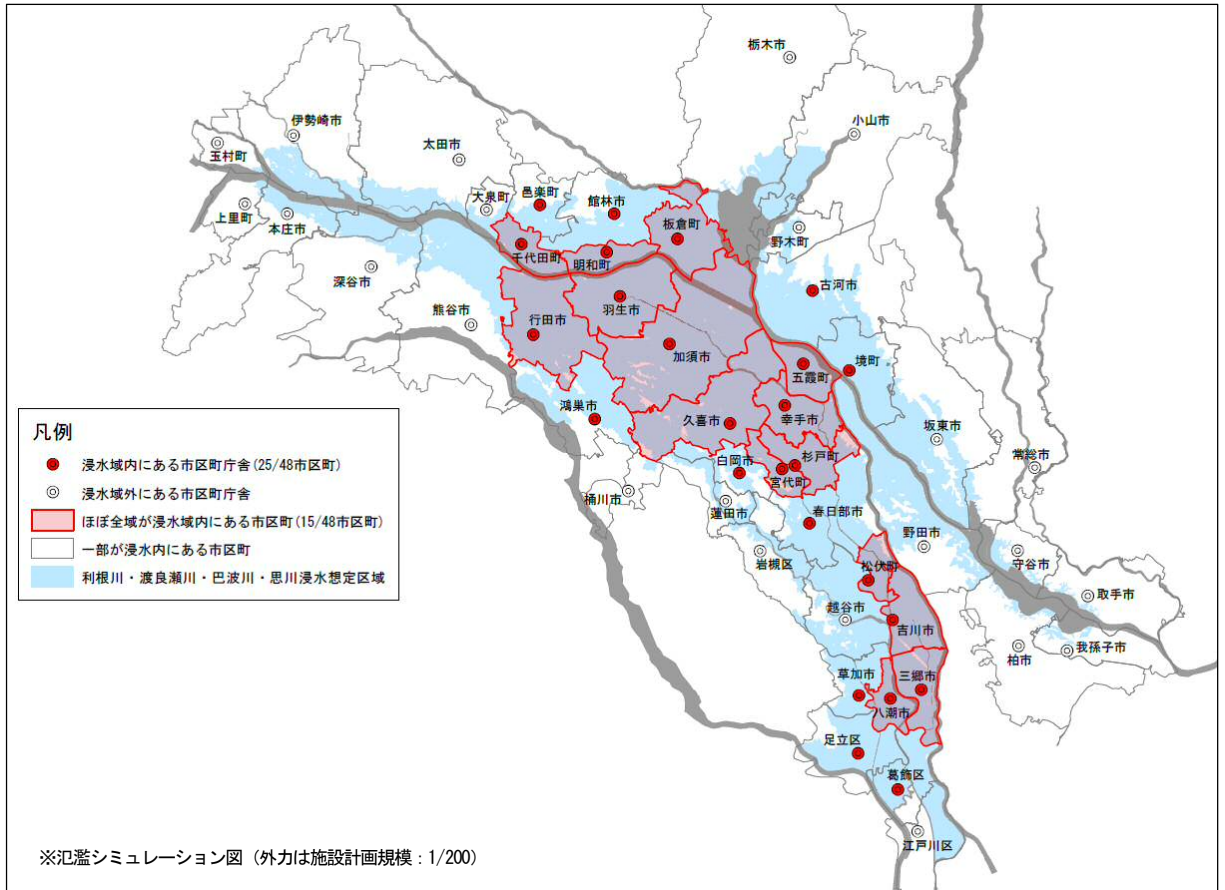 栃木市
伊勢崎市
小山市
玉村町
太田市
邑楽町
館林市
大泉町
上里町
本庄市
板倉町
野木町
千代田町
明和町
深谷市
古河市
羽生市
熊谷市
行田市
加須市
境町
五霞町
鴻巣市
久喜市
幸手市
坂東市
白岡市
杉戸町
常総市
宮代町
桶川市
蓮田市
春日部市
野田市
岩槻区
守谷市
松伏町
取手市
越谷市
吉川市
我孫子市
柏市
草加市
三郷市
八潮市
足立区
葛飾区
江戸川区
凡例
浸水域内にある市区町庁舎(25/48市区町)
浸水域外にある市区町庁舎
ほぼ全域が浸水域内にある市区町(15/48市区町)
一部が浸水内にある市区町
利根川・渡良瀬川・巴波川・思川浸水想定区域
※氾濫シミュレーション図（外力は施設計画規模：1/200）